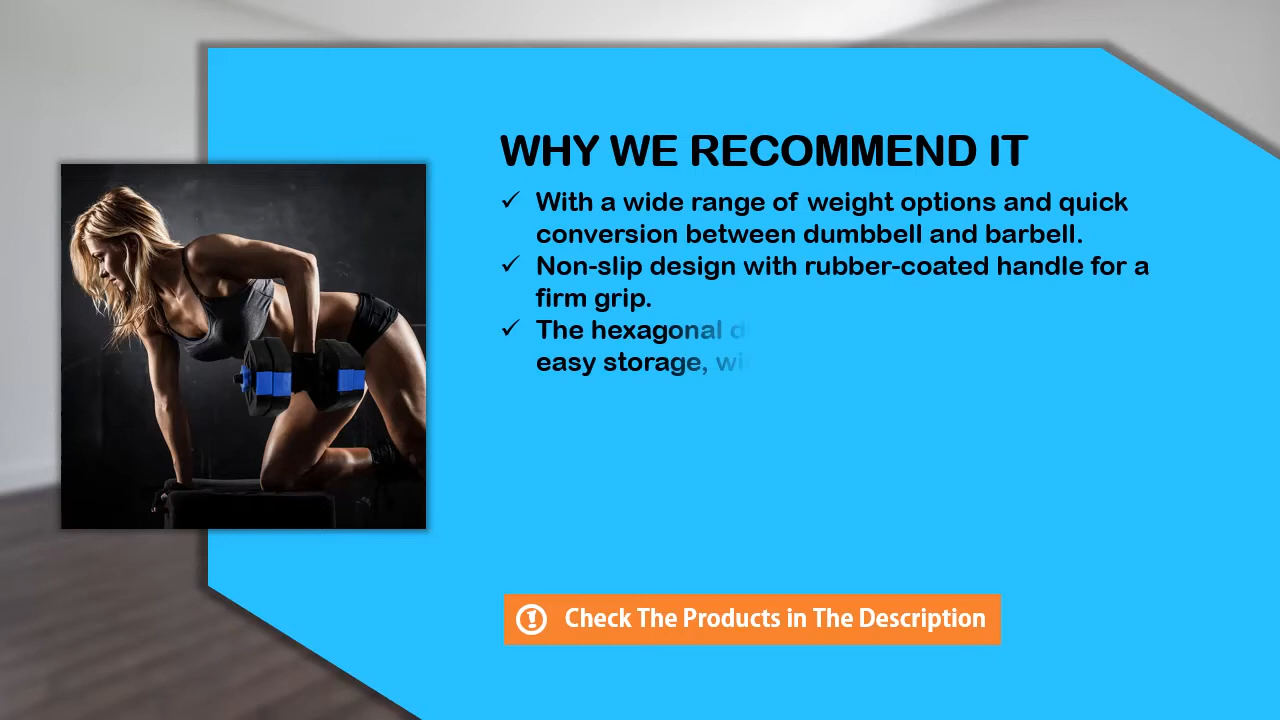 WHY WE RECOMMEND IT
✓ With a wide range of weight options and quick
conversion between dumbbell and barbell.
✓ Non-slip design with rubber-coated handle for a
firm grip.
✓ The hexagonal
easy storage,
Check The Products in The Description